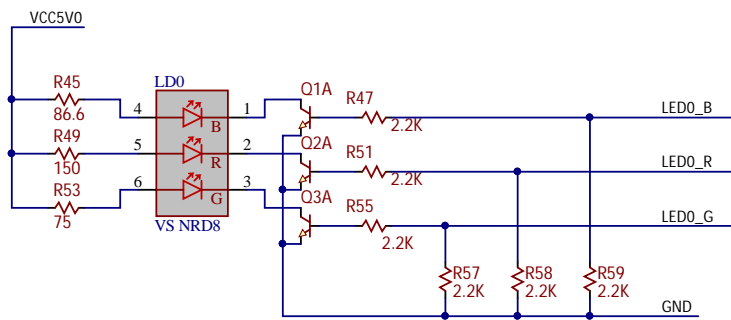 VCC5V0
R45
86.6
R49
150
R53
75
LD0
4
5
6
B
R
G
1
2
3
VS NRD8
Q1A
Q2A
Q3A
R47
2.2K
R51
2.2K
R55
2.2K
LED0_B
LED0_R
LED0_G
R57
2.2K
R58
2.2K
R59
2.2K
GND